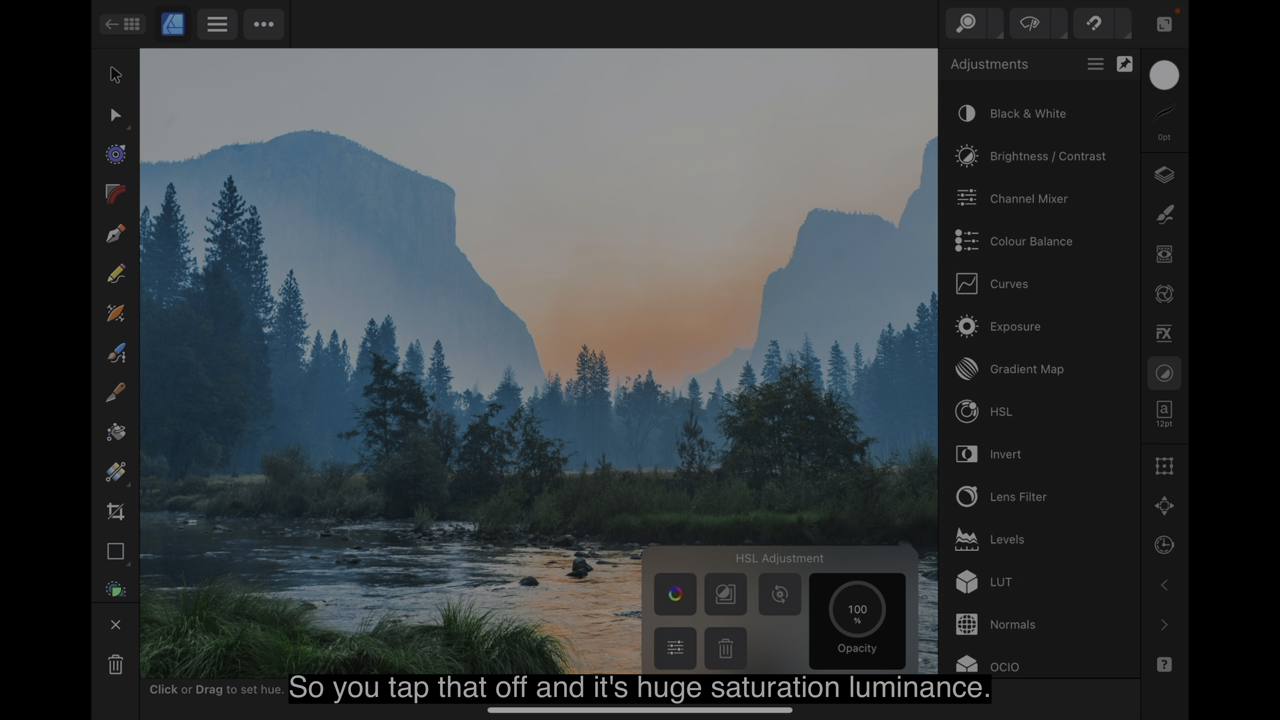 Adjustments
Black & White
Brightness / Contrast
Channel Mixer
Colour Balance
Curves
Exposure
Gradient Map
HSL
Invert
Lens Filter
Levels
LUT
Normals
OCIO
0pt
a
12pt
FX
?
HSL Adjustment
100
%
Opacity
Click or Drag to set hue.
So you tap that off and it's huge saturation luminance.